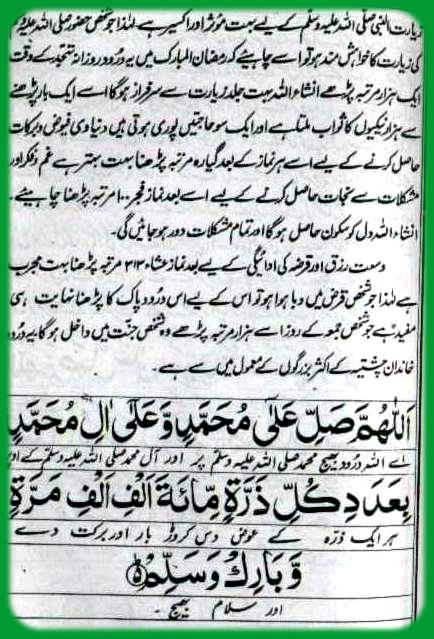 زیارت النبی صلی اللہ علیہ وسلم کے لیے بہت مؤثر اور اکسیر ہے لہٰذا جو شخص حضور صلی اللہ علیہ وسلم
کی زیارت کا خواہش مند ہو تو اسے چاہیئے کہ رمضان المبارک میں یہ درود روزانہ تہجد کے وقت
ایک ہزار مرتبہ پڑھے انشاء اللہ بہت جلد زیارت سے سرفراز ہو گا اسے ایک بار پڑھنے
سے ہزار نیکیوں کا ثواب ملتا ہے اور ایک سو حاجتیں پوری ہوتی ہیں دنیاوی فیوض و برکات
حاصل کرنے کے لیے اسے ہر نماز کے بعد گیارہ مرتبہ پڑھنا بہت بہتر ہے غم و فکر اور
مشکلات سے نجات حاصل کرنے کے لیے اسے بعد نماز فجر ۱۰۰ مرتبہ پڑھنا چاہیئے۔
انشاء اللہ دل کو سکون حاصل ہو گا اور تمام مشکلات دور ہو جائیں گی۔
وسعت رزق اور قرضہ کی ادائیگی کے لیے بعد نماز عشاء ۳۱۳ مرتبہ پڑھنا بہت مجرب
ہے لہٰذا جو شخص قرض میں دبا ہوا ہو تو اس کے لیے اس درود پاک کا پڑھنا نہایت ہی
مفید ہے جو شخص جمعہ کے روز اسے ہزار مرتبہ پڑھے وہ شخص جنت میں داخل ہو گا یہ درود
خاندان چشتیہ کے اکثر بزرگوں کے معمول میں سے ہے۔
اَللّٰهُمَّ صَلِّ عَلٰى مُحَمَّدٍ وَّعَلٰى اٰلِ مُحَمَّدٍ
اے اللہ درود بھیج محمد صلی اللہ علیہ وسلم پر اور آل محمد صلی اللہ علیہ وسلم کے اوپر
بِعَدَدِ كُلِّ ذَرَّةٍ مِّائَةَ اَلْفِ اَلْفِ مَرَّةٍ
ہر ایک ذرہ کے عوض دس کروڑ بار اور برکت دے
وَّبَارِكْ وَسَلِّمْ
اور سلام بھیج۔